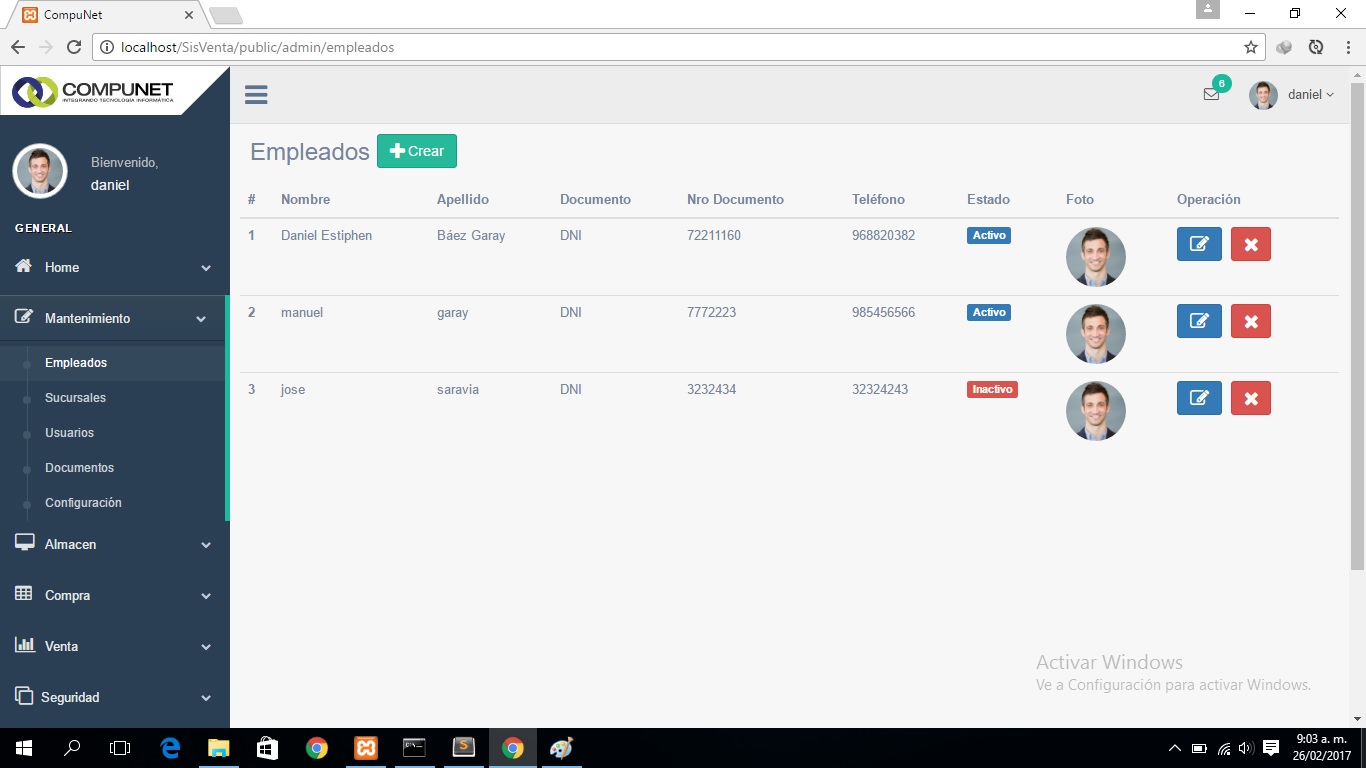 CompuNet
localhost/SisVenta/public/admin/empleados
COMPUNET
INTEGRANDO TECNOLOGÍA INFORMÁTICA
6
daniel
Bienvenido,
daniel
GENERAL
Home
Mantenimiento
Empleados
Sucursales
Usuarios
Documentos
Configuración
Almacen
Compra
Venta
Seguridad
Empleados Crear
# Nombre Apellido Documento Nro Documento Teléfono Estado Foto Operación
1 Daniel Estiphen Báez Garay DNI 72211160 968820382 Activo
2 manuel garay DNI 7772223 985456566 Activo
3 jose saravia DNI 3232434 32324243 Inactivo
Activar Windows
Ve a Configuración para activar Windows.
9:03 a. m.
26/02/2017